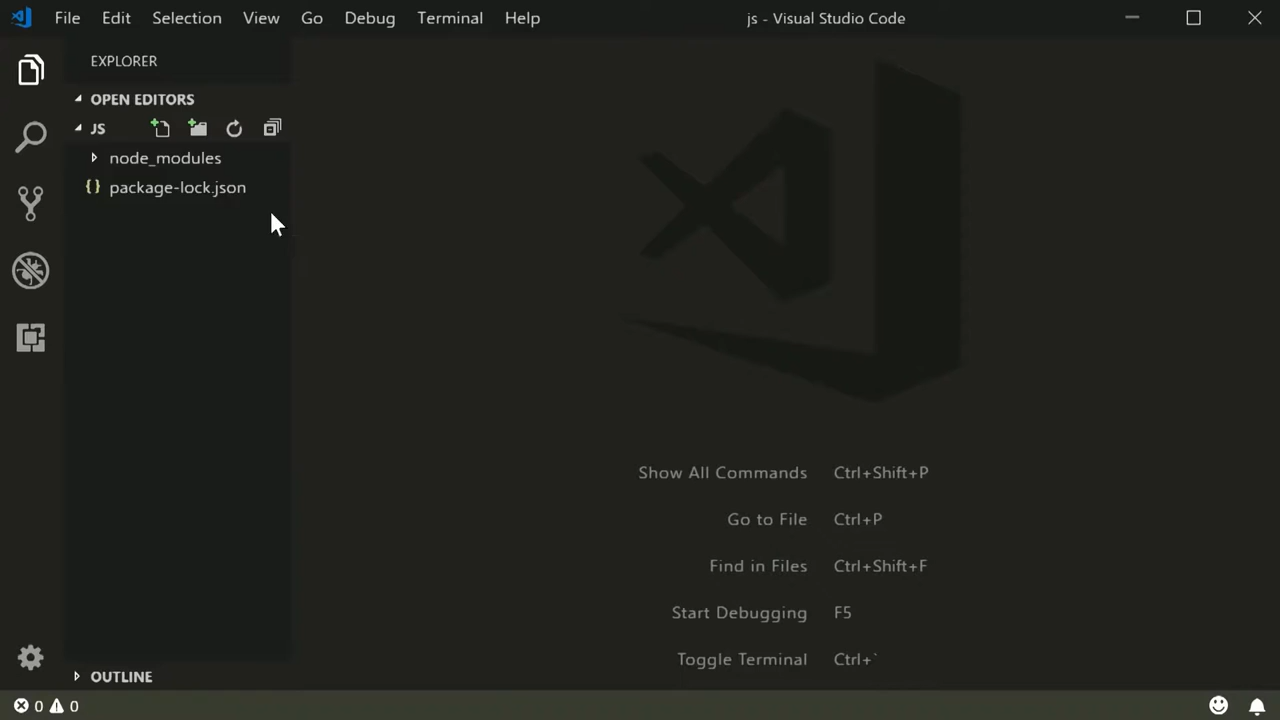 File Edit Selection View Go Debug Terminal Help
js - Visual Studio Code
EXPLORER
OPEN EDITORS
JS
node_modules
{} package-lock.json
Show All Commands Ctrl+Shift+P
Go to File Ctrl+P
Find in Files Ctrl+Shift+F
Start Debugging F5
Toggle Terminal Ctrl+`
OUTLINE
0 0